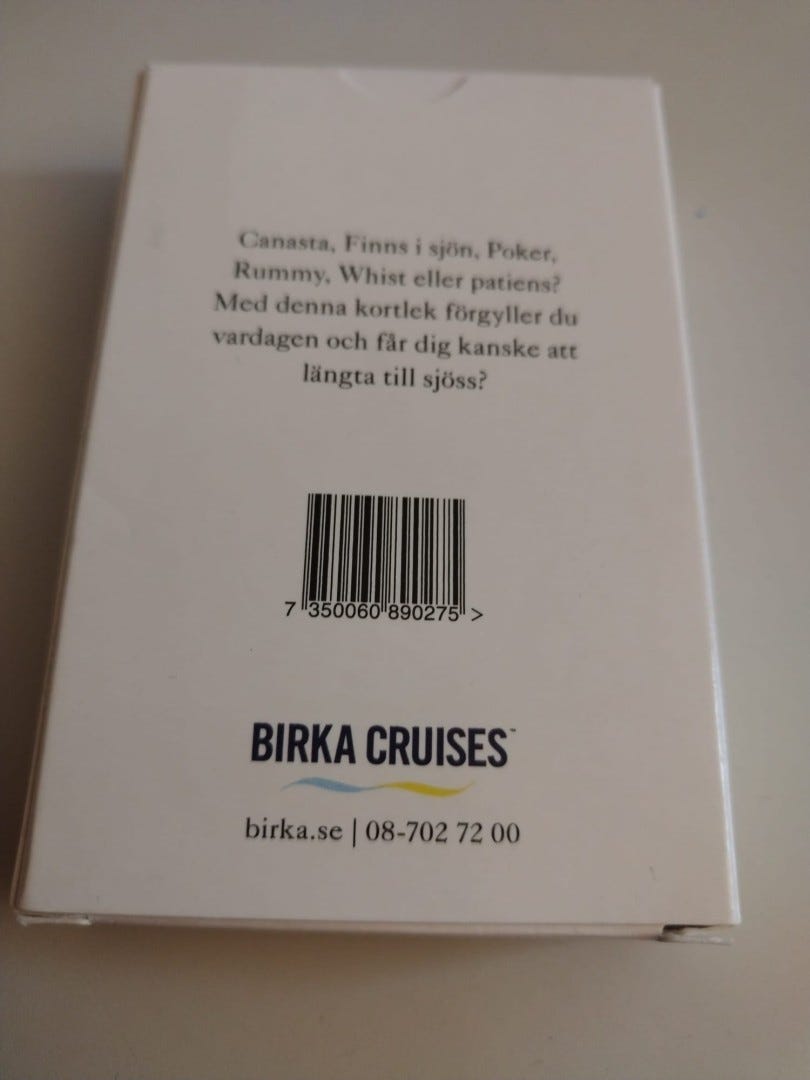 Canasta, Finns i sjön, Poker,
Rummy, Whist eller patiens?
Med denna kortlek förgyller du
vardagen och får dig kanske att
längta till sjöss?
7 350060 890275 >
BIRKA CRUISES™
birka.se | 08-702 72 00